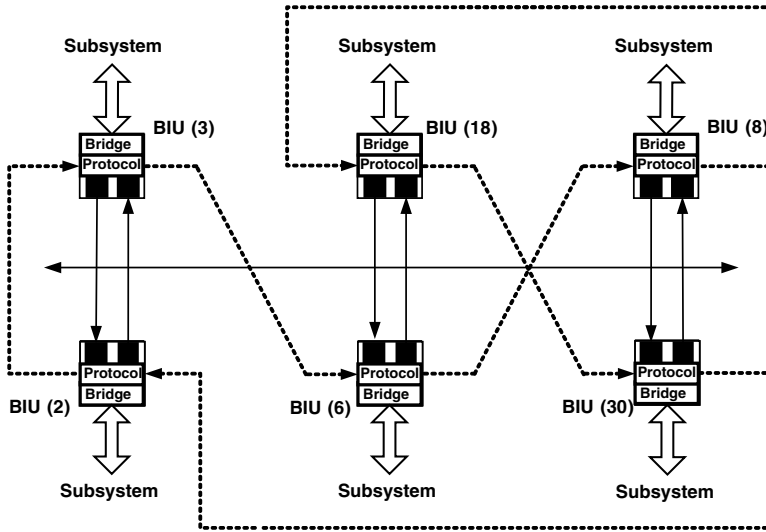 Subsystem
Subsystem
Subsystem
BIU (3)
BIU (18)
BIU (8)
Bridge
Bridge
Bridge
Protocol
Protocol
Protocol
Protocol
Protocol
Protocol
Bridge
Bridge
Bridge
BIU (2)
BIU (6)
BIU (30)
Subsystem
Subsystem
Subsystem